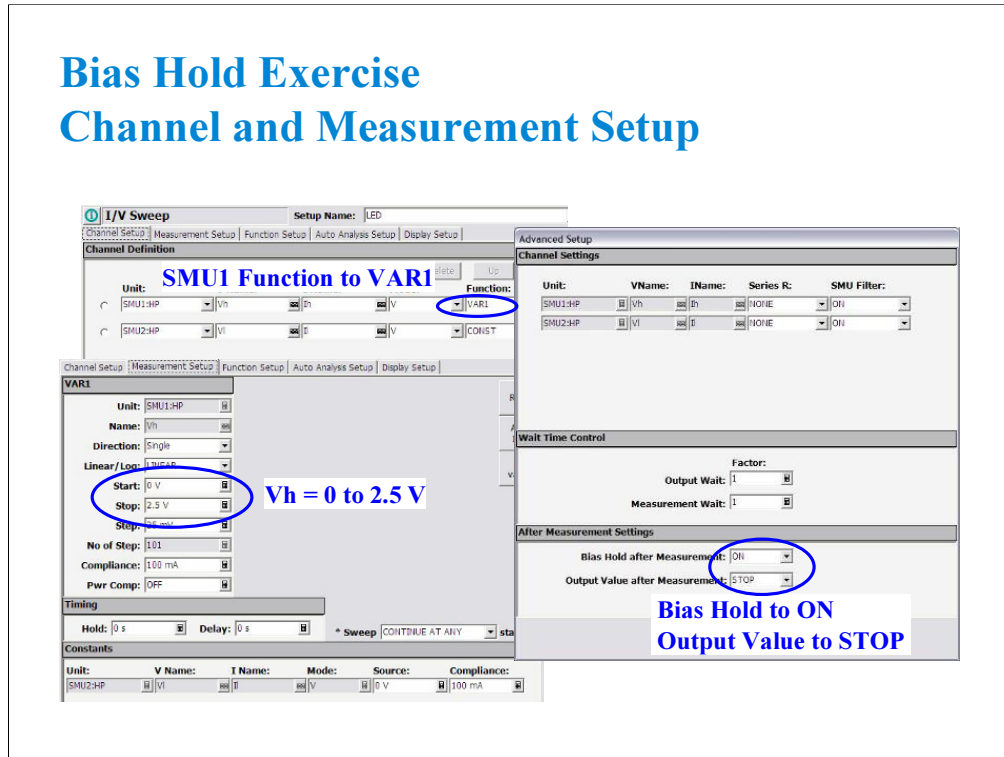 Bias Hold Exercise
Channel and Measurement Setup
I/V Sweep Setup Name: LED
Channel Setup Measurement Setup Function Setup Auto Analysis Setup Display Setup
Channel Definition
SMU1 Function to VAR1
Up
Unit: Function:
SMU1:HP Vh Ih V VAR1
SMU2:HP Vl Il V CONST
Channel Setup Measurement Setup Function Setup Auto Analysis Setup Display Setup
VAR1
Unit: SMU1:HP
Name: Vh
Direction: Single
Linear/Log: LINEAR
Start: 0 V
Stop: 2.5 V
Step: 25 mV
No of Step: 101
Compliance: 100 mA
Pwr Comp: OFF
Vh = 0 to 2.5 V
Timing
Hold: 0 s Delay: 0 s * Sweep CONTINUE AT ANY sta
Constants
Unit: V Name: I Name: Mode: Source: Compliance:
SMU2:HP Vl Il V 0 V 100 mA
Advanced Setup
Channel Settings
Unit: VName: IName: Series R: SMU Filter:
SMU1:HP Vh Ih NONE ON
SMU2:HP Vl Il NONE ON
Wait Time Control
Factor:
Output Wait: 1
Measurement Wait: 1
After Measurement Settings
Bias Hold after Measurement: ON
Output Value after Measurement: STOP
Bias Hold to ON
Output Value to STOP